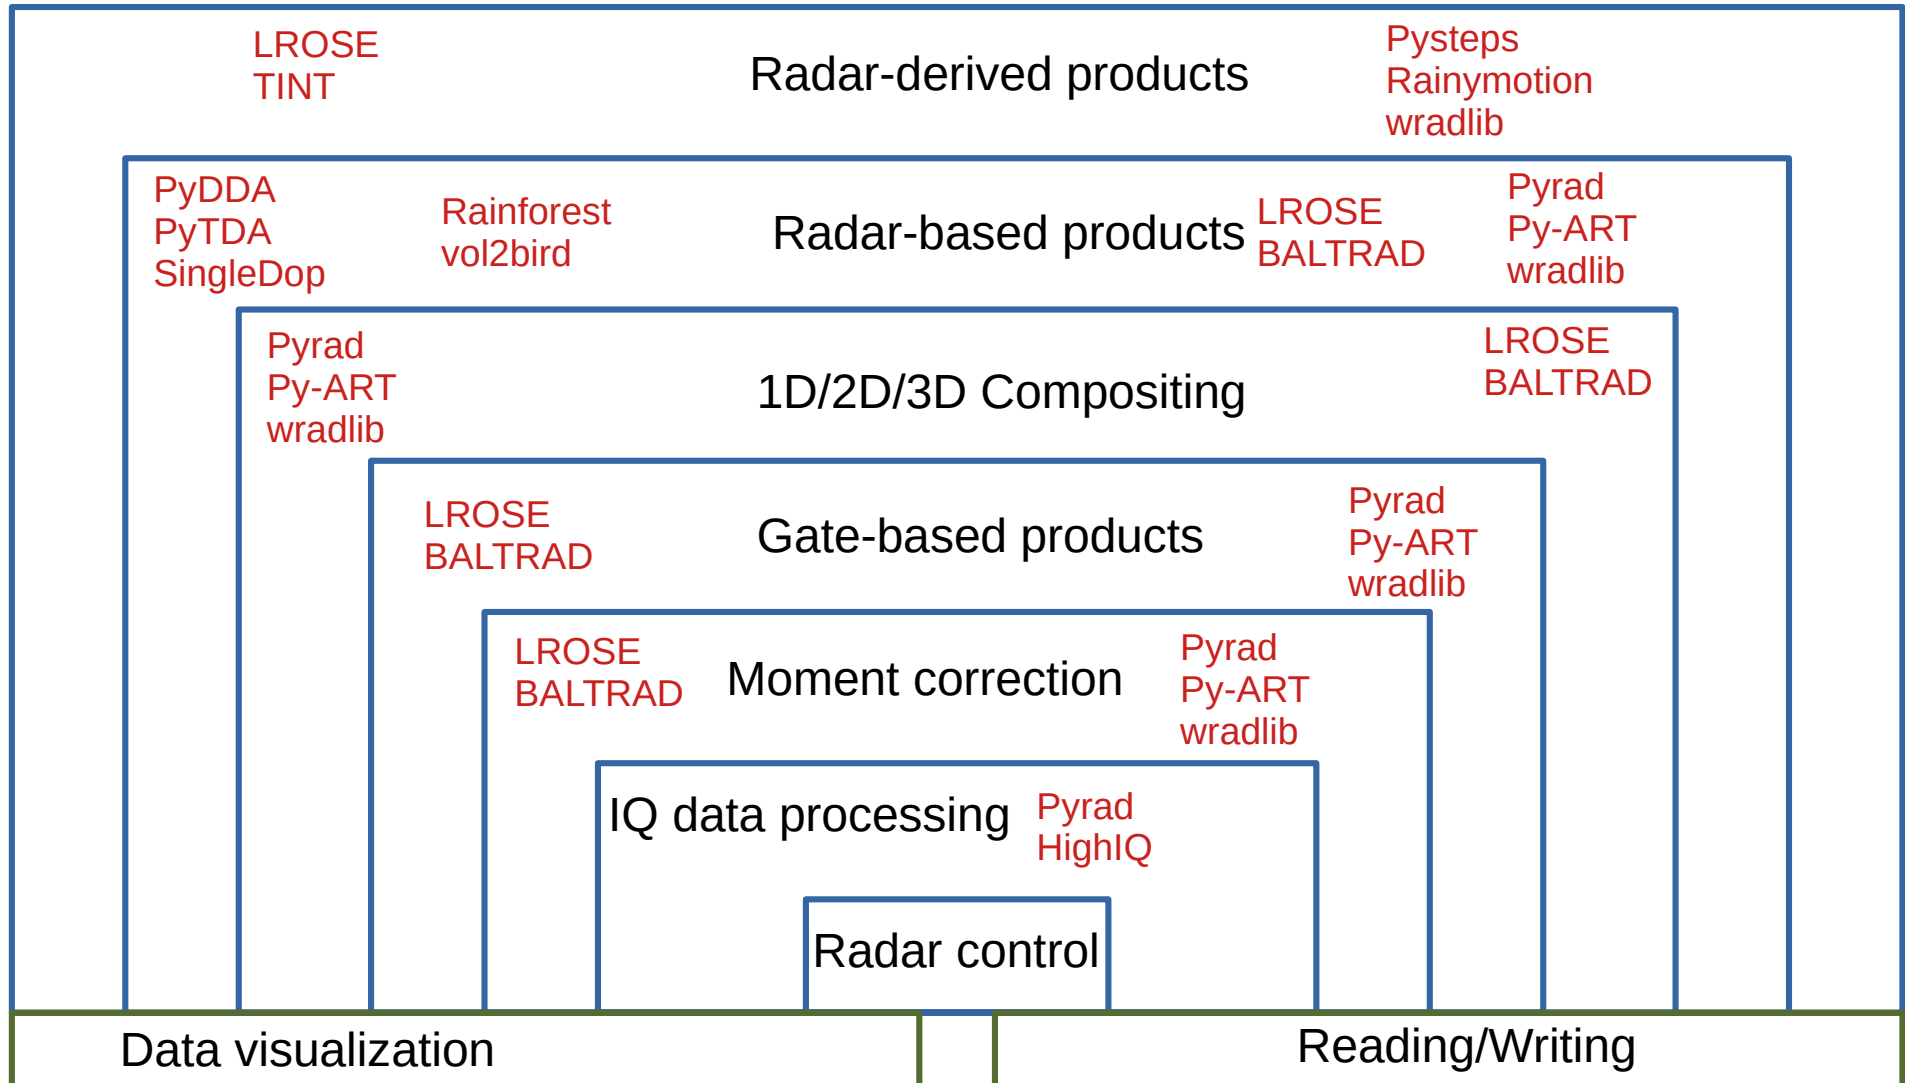 LROSE
TINT
Radar-derived products
Pysteps
Rainymotion
wradlib
PyDDA
PyTDA
SingleDop
Rainforest
vol2bird
Radar-based products
LROSE
BALTRAD
Pyrad
Py-ART
wradlib
Pyrad
Py-ART
wradlib
1D/2D/3D Compositing
LROSE
BALTRAD
LROSE
BALTRAD
Gate-based products
Pyrad
Py-ART
wradlib
LROSE
BALTRAD
Moment correction
Pyrad
Py-ART
wradlib
IQ data processing
Pyrad
HighIQ
Radar control
Data visualization
Reading/Writing